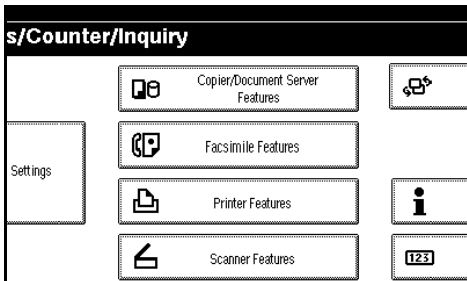 s/Counter/Inquiry
Copier/Document Server
Features
Facsimile Features
Settings
Printer Features
Scanner Features
123